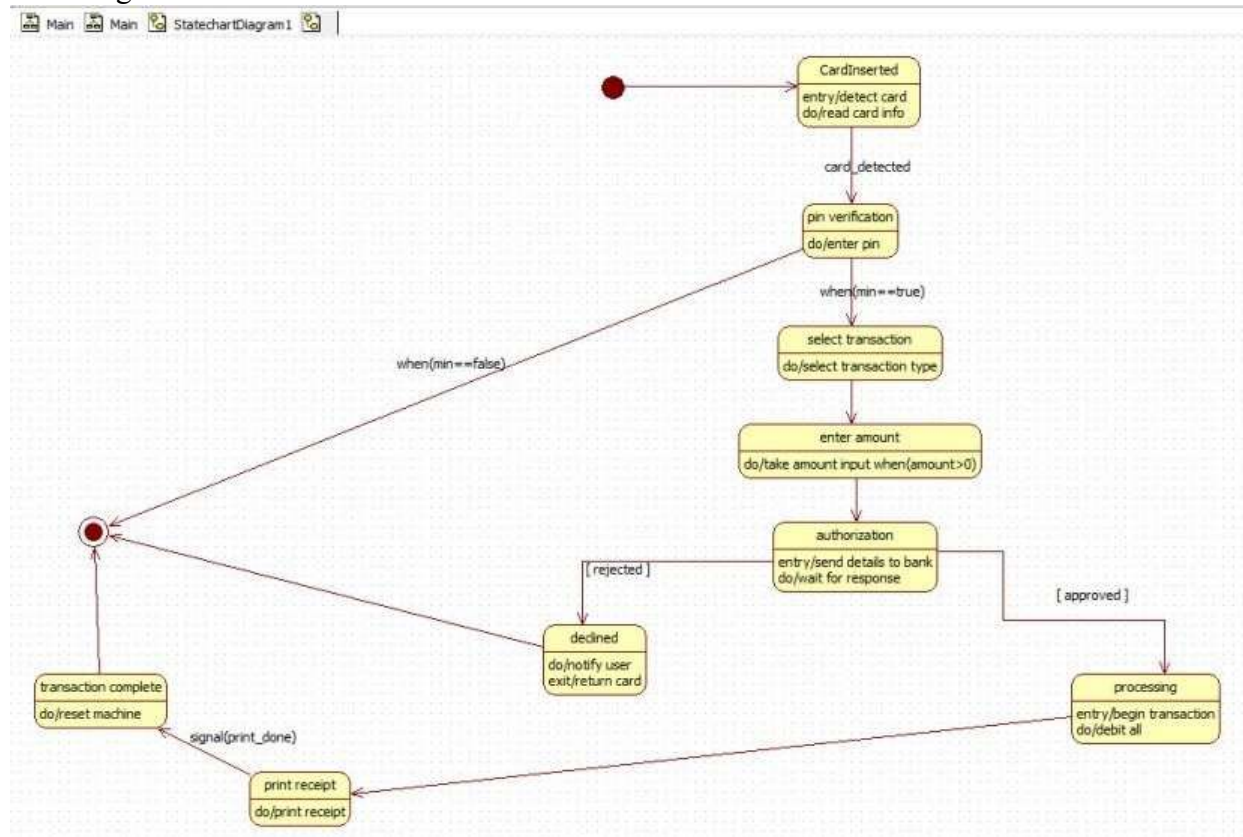 Main Main StatechartDiagram1
CardInserted
entry/detect card
do/read card info
card_detected
pin verification
do/enter pin
when(min==true)
when(min==false)
select transaction
do/select transaction type
enter amount
do/take amount input when(amount>0)
authorization
entry/send details to bank
do/wait for response
[ rejected ]
[ approved ]
declined
do/notify user
exit/return card
transaction complete
do/reset machine
processing
entry/begin transaction
do/debit all
signal(print_done)
print receipt
do/print receipt